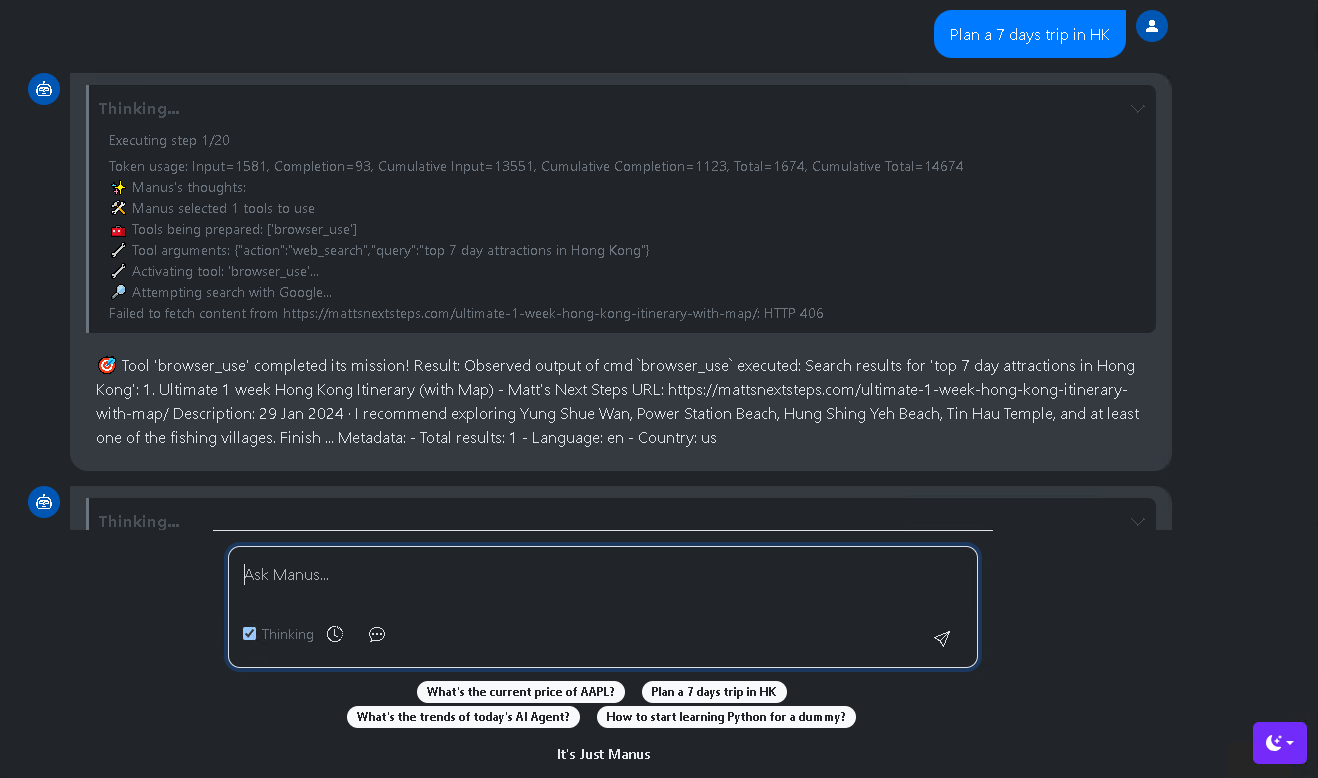 Plan a 7 days trip in HK
Thinking...
Executing step 1/20
Token usage: Input=1581, Completion=93, Cumulative Input=13551, Cumulative Completion=1123, Total=1674, Cumulative Total=14674
✨ Manus's thoughts:
🛠 Manus selected 1 tools to use
🧰 Tools being prepared: ['browser_use']
🔧 Tool arguments: {"action":"web_search","query":"top 7 day attractions in Hong Kong"}
🔧 Activating tool: 'browser_use'...
🔎 Attempting search with Google...
Failed to fetch content from https://mattsnextsteps.com/ultimate-1-week-hong-kong-itinerary-with-map/: HTTP 406
🎯 Tool 'browser_use' completed its mission! Result: Observed output of cmd `browser_use` executed: Search results for 'top 7 day attractions in Hong
Kong': 1. Ultimate 1 week Hong Kong Itinerary (with Map) - Matt's Next Steps URL: https://mattsnextsteps.com/ultimate-1-week-hong-kong-itinerary-
with-map/ Description: 29 Jan 2024 · I recommend exploring Yung Shue Wan, Power Station Beach, Hung Shing Yeh Beach, Tin Hau Temple, and at least
one of the fishing villages. Finish ... Metadata: - Total results: 1 - Language: en - Country: us
Thinking...
Ask Manus...
Thinking
What's the current price of AAPL?
Plan a 7 days trip in HK
What's the trends of today's AI Agent?
How to start learning Python for a dummy?
It's Just Manus